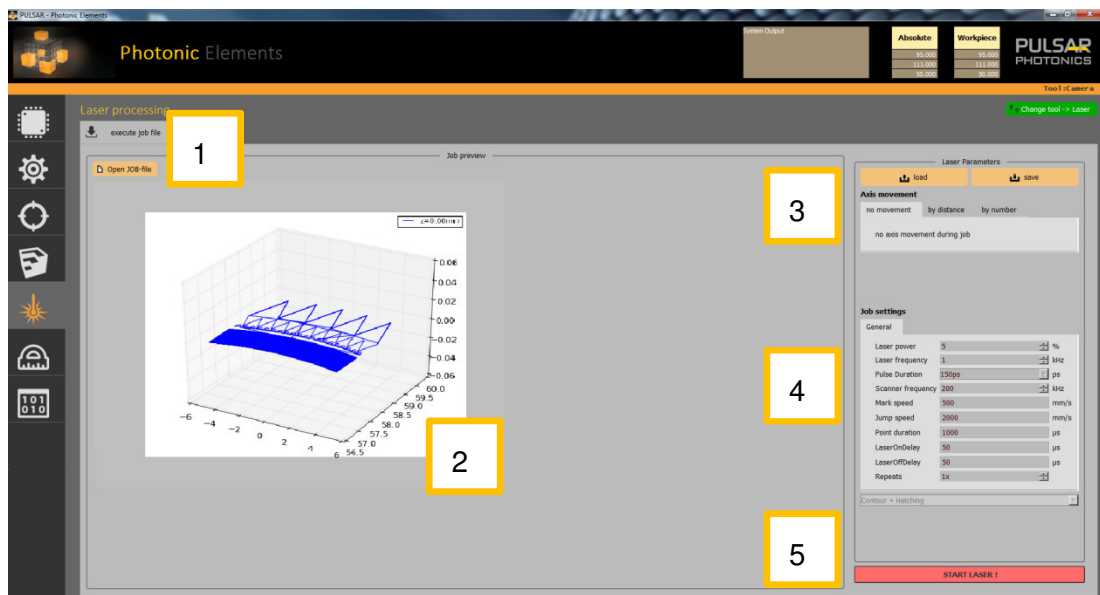 PULSAR - Photonic Elements
Photonic Elements
System Output
Absolute
95.000
111.000
50.000
Workpiece
95.000
111.000
50.000
PULSAR
PHOTONICS
Tool:Camera
Laser processing
Change tool -> Laser
execute job file
1
Job preview
Open JOB-file
z=0.00mm
0.06
0.04
0.02
0.00
−0.02
−0.04
−0.06
60.0
59.5
59.0
58.5
58.0
57.5
57.0
56.5
−6
−4
−2
0
2
4
6
2
3
Laser Parameters
load
save
Axis movement
no movement by distance by number
no axis movement during job
4
Job settings
General
Laser power 5 %
Laser frequency 1 kHz
Pulse Duration 150ps ps
Scanner frequency 200 kHz
Mark speed 500 mm/s
Jump speed 2000 mm/s
Point duration 1000 µs
LaserOnDelay 50 µs
LaserOffDelay 50 µs
Repeats 1x
Contour + Hatching
5
START LASER !
101
010